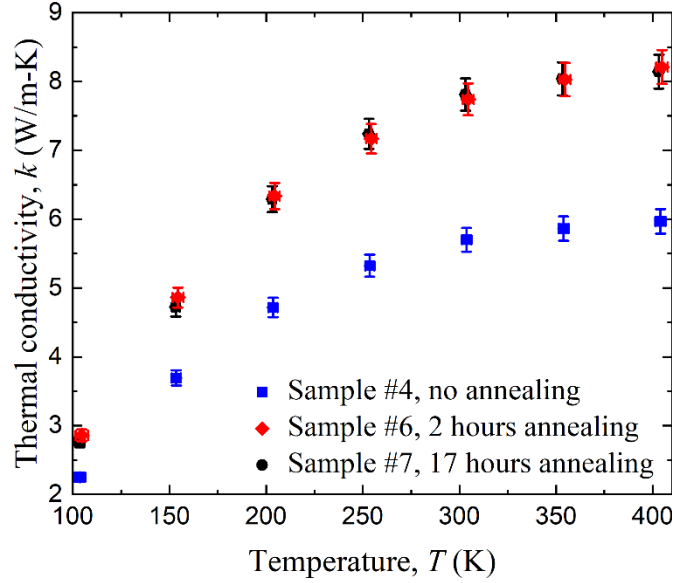 9
8
7
6
5
4
3
2
Thermal conductivity, k (W/m-K)
Sample #4, no annealing
Sample #6, 2 hours annealing
Sample #7, 17 hours annealing
100 150 200 250 300 350 400
Temperature, T (K)